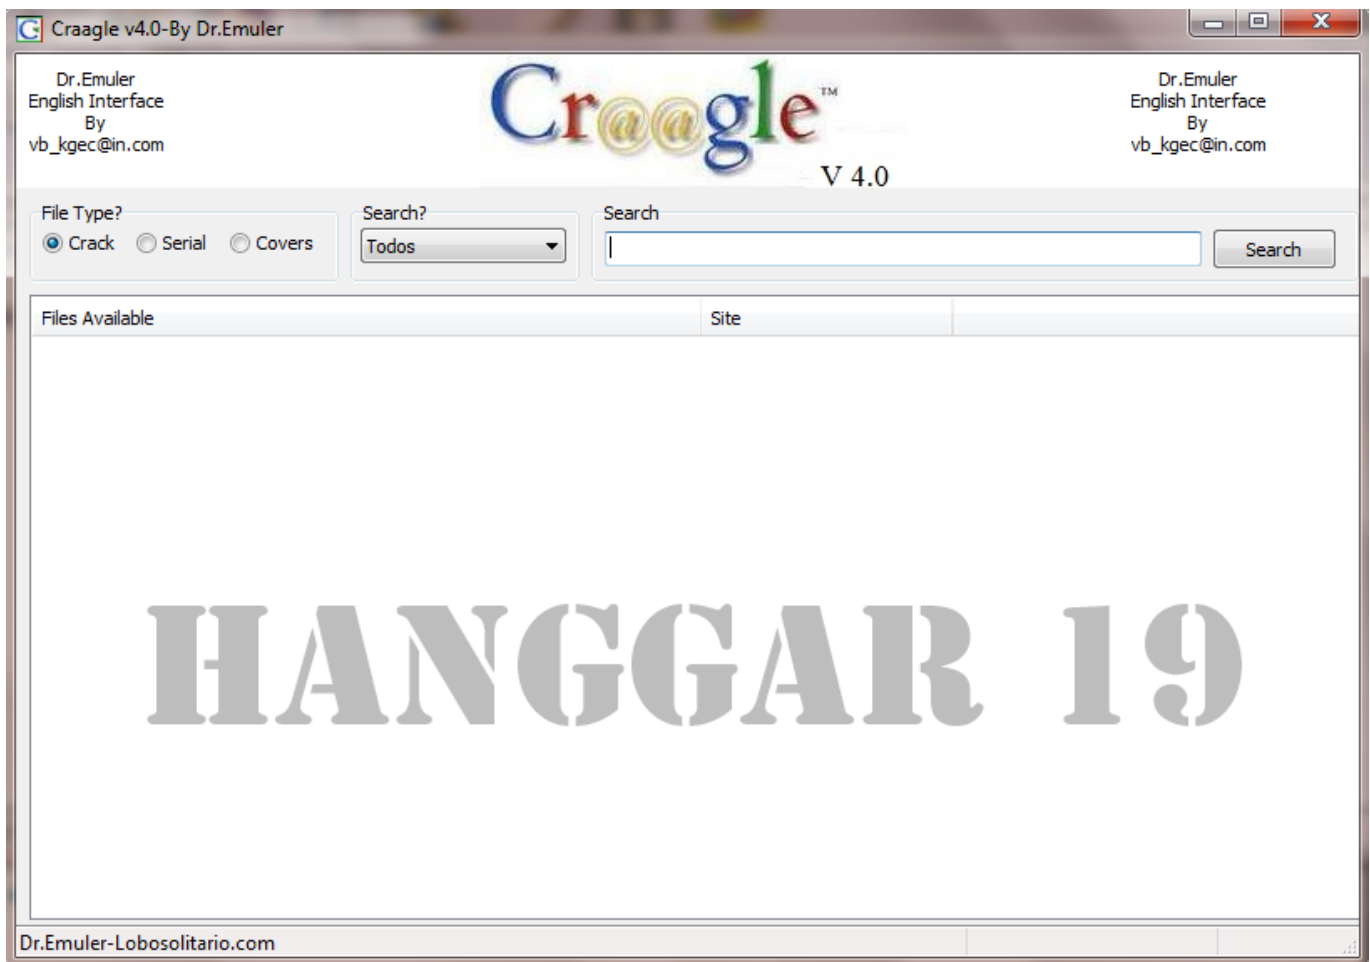 Craagle v4.0-By Dr.Emuler
Dr.Emuler
English Interface
By
vb_kgec@in.com
Cr@@gle™
V 4.0
Dr.Emuler
English Interface
By
vb_kgec@in.com
File Type?
Crack Serial Covers
Search?
Todos
Search
Search
Files Available Site
HANGGAR 19
Dr.Emuler-Lobosolitario.com